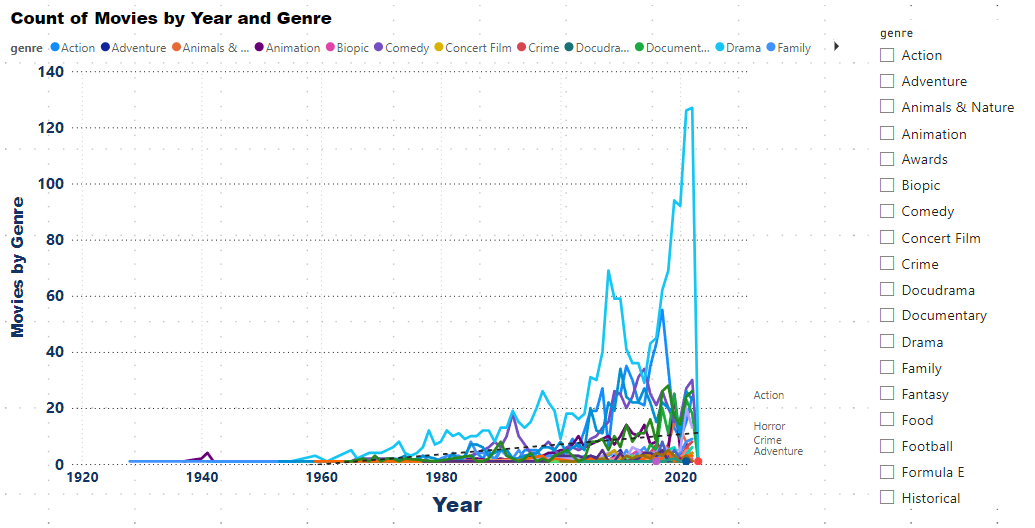 Count of Movies by Year and Genre
genre Action Adventure Animals & ... Animation Biopic Comedy Concert Film Crime Docudra... Document... Drama Family
140
120
100
80
60
40
20
0
Movies by Genre
1920 1940 1960 1980 2000 2020
Year
Action
Horror
Crime
Adventure
genre
Action
Adventure
Animals & Nature
Animation
Awards
Biopic
Comedy
Concert Film
Crime
Docudrama
Documentary
Drama
Family
Fantasy
Food
Football
Formula E
Historical